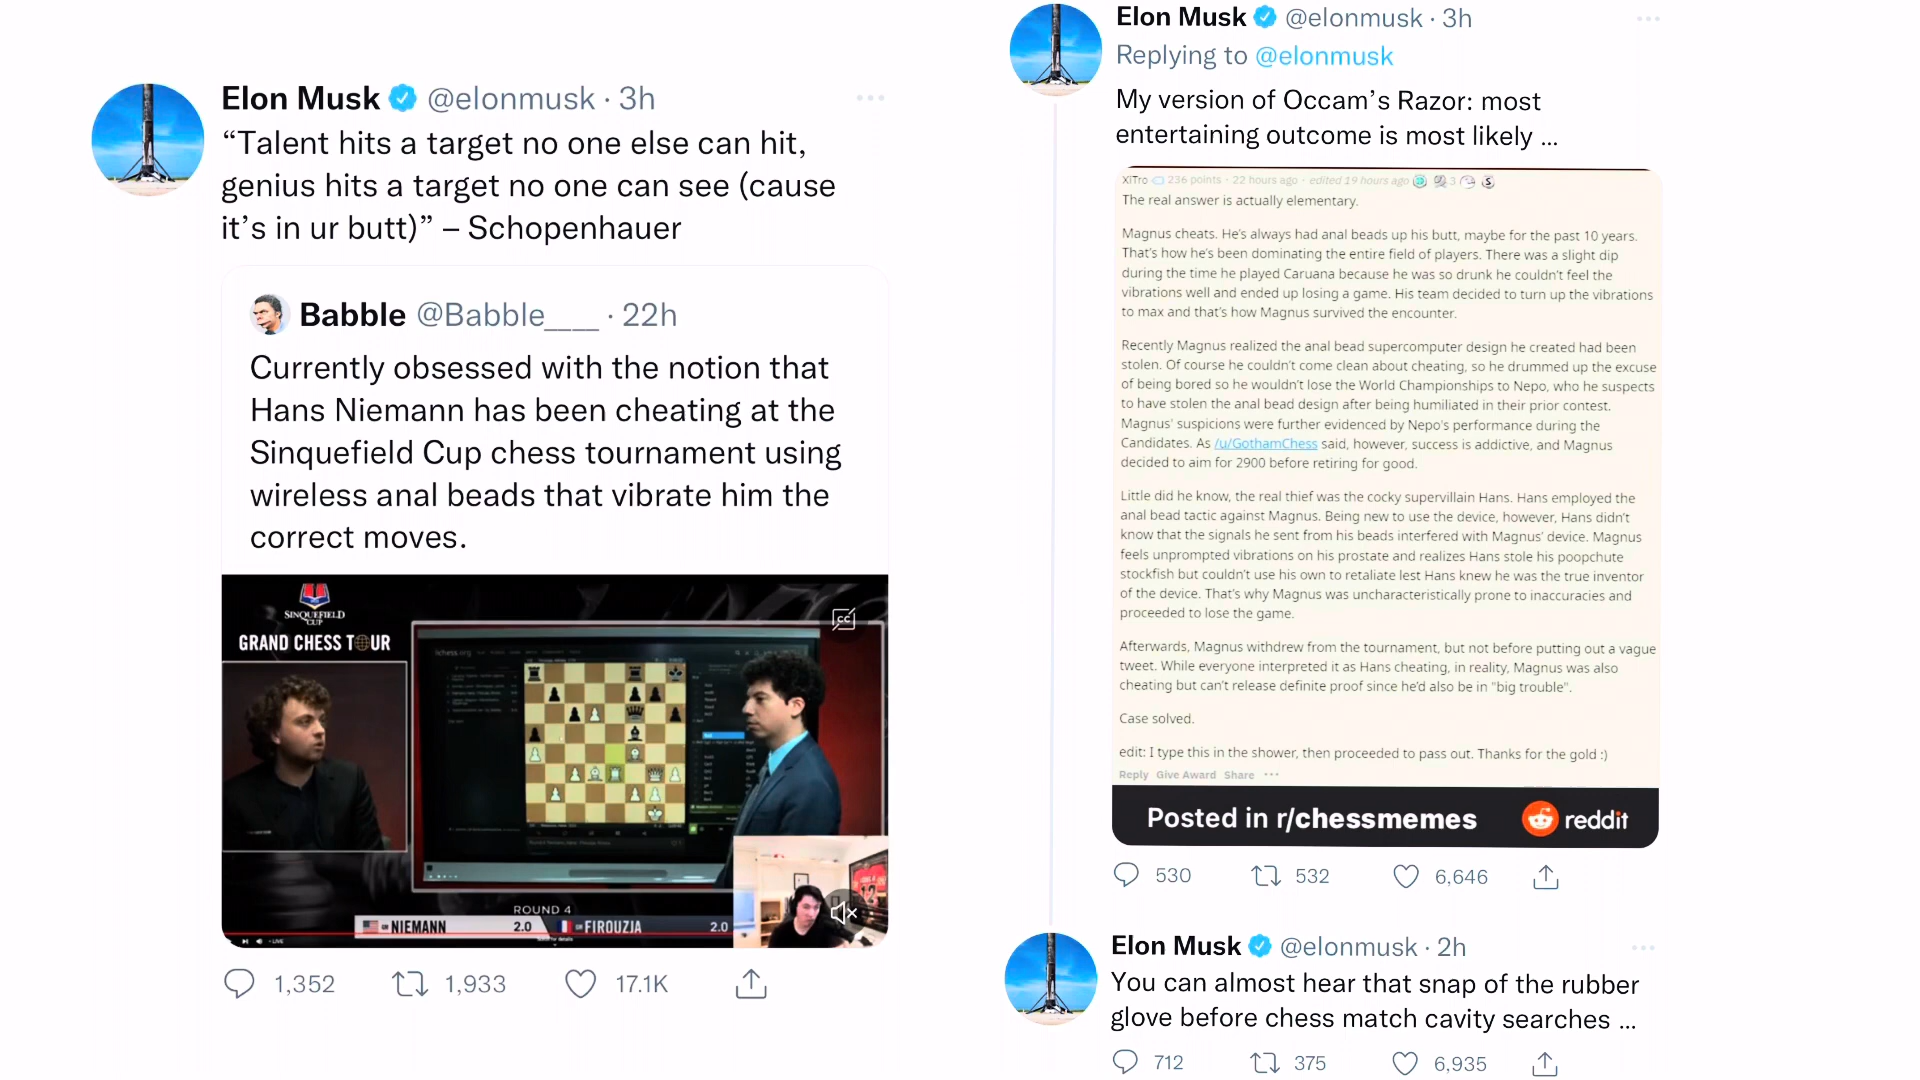 Elon Musk @elonmusk · 3h
“Talent hits a target no one else can hit,
genius hits a target no one can see (cause
it’s in ur butt)” – Schopenhauer
Babble @Babble____ · 22h
Currently obsessed with the notion that
Hans Niemann has been cheating at the
Sinquefield Cup chess tournament using
wireless anal beads that vibrate him the
correct moves.
SINQUEFIELD
CUP
GRAND CHESS TOUR
CC
lichess.org
ROUND 4
GM NIEMANN 2.0 GM FIROUZJA 2.0
LIVE
1,352 1,933 17.1K
Elon Musk @elonmusk · 3h
Replying to @elonmusk
My version of Occam’s Razor: most
entertaining outcome is most likely ...
XiTro 236 points · 22 hours ago · edited 19 hours ago 3 S
The real answer is actually elementary.
Magnus cheats. He's always had anal beads up his butt, maybe for the past 10 years.
That's how he's been dominating the entire field of players. There was a slight dip
during the time he played Caruana because he was so drunk he couldn't feel the
vibrations well and ended up losing a game. His team decided to turn up the vibrations
to max and that's how Magnus survived the encounter.
Recently Magnus realized the anal bead supercomputer design he created had been
stolen. Of course he couldn't come clean about cheating, so he drummed up the excuse
of being bored so he wouldn't lose the World Championships to Nepo, who he suspects
to have stolen the anal bead design after being humiliated in their prior contest.
Magnus' suspicions were further evidenced by Nepo's performance during the
Candidates. As /u/GothamChess said, however, success is addictive, and Magnus
decided to aim for 2900 before retiring for good.
Little did he know, the real thief was the cocky supervillain Hans. Hans employed the
anal bead tactic against Magnus. Being new to use the device, however, Hans didn't
know that the signals he sent from his beads interfered with Magnus' device. Magnus
feels unprompted vibrations on his prostate and realizes Hans stole his poopchute
stockfish but couldn't use his own to retaliate lest Hans knew he was the true inventor
of the device. That's why Magnus was uncharacteristically prone to inaccuracies and
proceeded to lose the game.
Afterwards, Magnus withdrew from the tournament, but not before putting out a vague
tweet. While everyone interpreted it as Hans cheating, in reality, Magnus was also
cheating but can't release definite proof since he'd also be in "big trouble".
Case solved.
edit: I type this in the shower, then proceeded to pass out. Thanks for the gold :)
Reply Give Award Share ···
Posted in r/chessmemes reddit
530 532 6,646
Elon Musk @elonmusk · 2h
You can almost hear that snap of the rubber
glove before chess match cavity searches ...
712 375 6,935